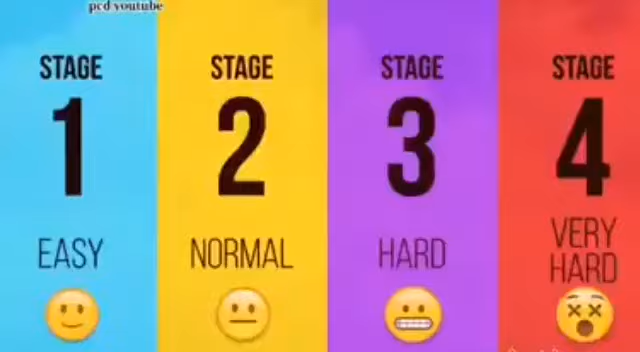 pcd youtube
STAGE
1
EASY
STAGE
2
NORMAL
STAGE
3
HARD
STAGE
4
VERY
HARD